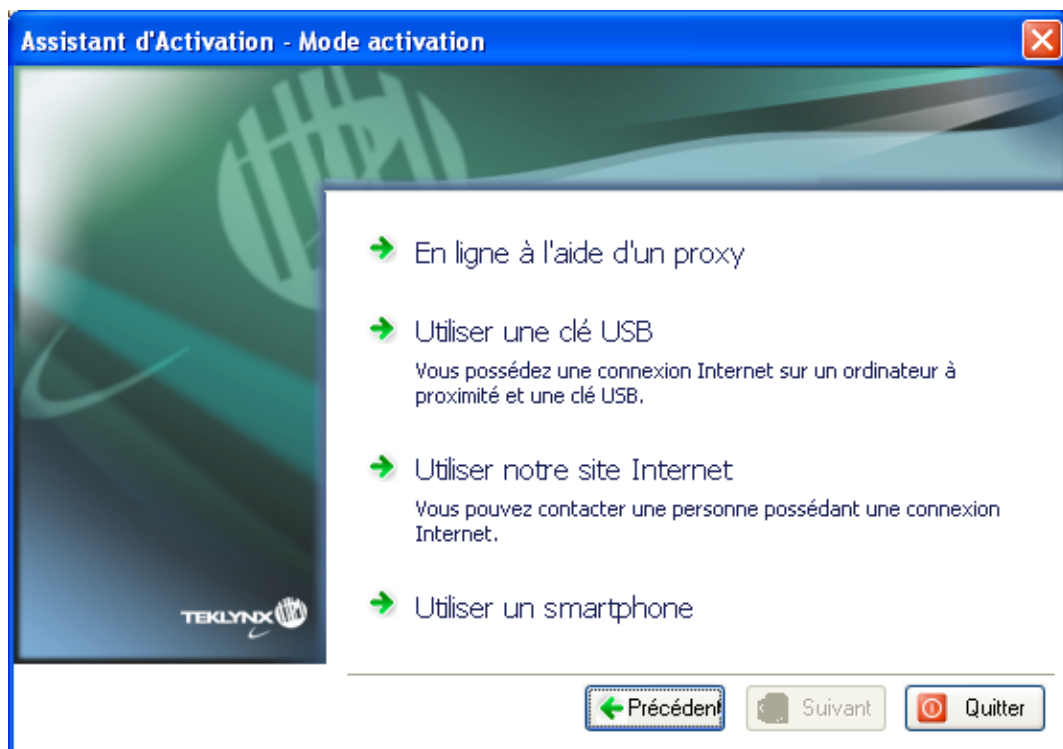 Assistant d'Activation - Mode activation
En ligne à l'aide d'un proxy
Utiliser une clé USB
Vous possédez une connexion Internet sur un ordinateur à
proximité et une clé USB.
Utiliser notre site Internet
Vous pouvez contacter une personne possédant une connexion
Internet.
Utiliser un smartphone
TEKLYNX
Précédent
Suivant
Quitter